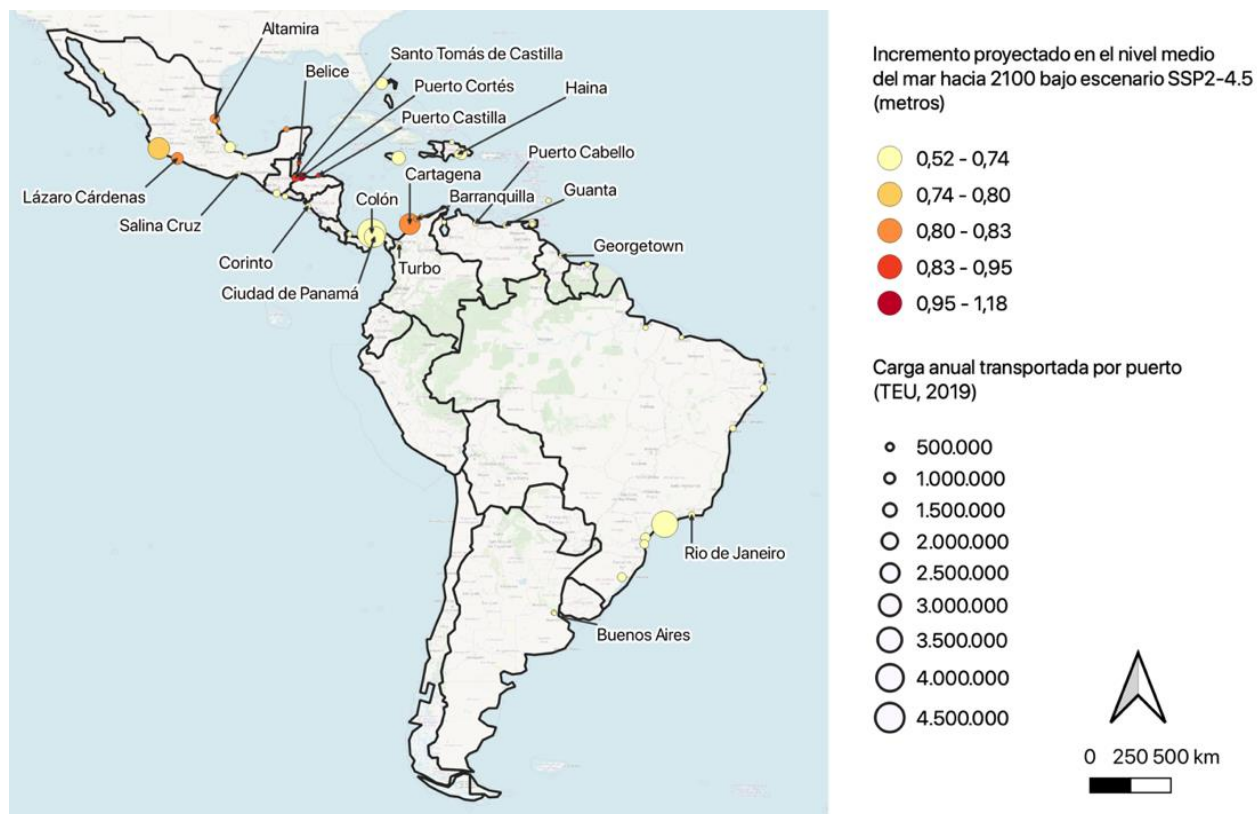 Altamira
Santo Tomás de Castilla
Belice
Puerto Cortés
Haina
Puerto Castilla
Puerto Cabello
Cartagena
Guanta
Lázaro Cárdenas
Colón
Barranquilla
Salina Cruz
Georgetown
Corinto
Turbo
Ciudad de Panamá
Rio de Janeiro
Buenos Aires
Incremento proyectado en el nivel medio
del mar hacia 2100 bajo escenario SSP2-4.5
(metros)
0,52 - 0,74
0,74 - 0,80
0,80 - 0,83
0,83 - 0,95
0,95 - 1,18
Carga anual transportada por puerto
(TEU, 2019)
500.000
1.000.000
1.500.000
2.000.000
2.500.000
3.000.000
3.500.000
4.000.000
4.500.000
0 250 500 km